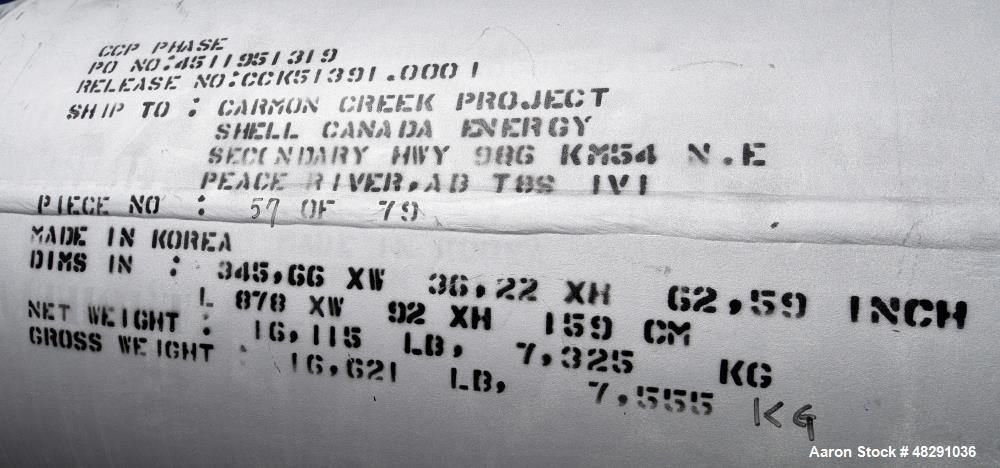 CCP PHASE
PO NO:4511951319
RELEASE NO:CCK51391.0001
SHIP TO : CARMON CREEK PROJECT
SHELL CANADA ENERGY
SECONDARY HWY 986 KM54 N.E
PEACE RIVER,AB T8S 1V1
PIECE NO : 57 OF 79
MADE IN KOREA
DIMS IN : 345,66 XW 36,22 XH 62,59 INCH
L 878 XW 92 XH 159 CM
NET WEIGHT : 16,115 LB, 7,325 KG
GROSS WEIGHT : 16,621 LB, 7,555 KG
Aaron Stock # 48291036